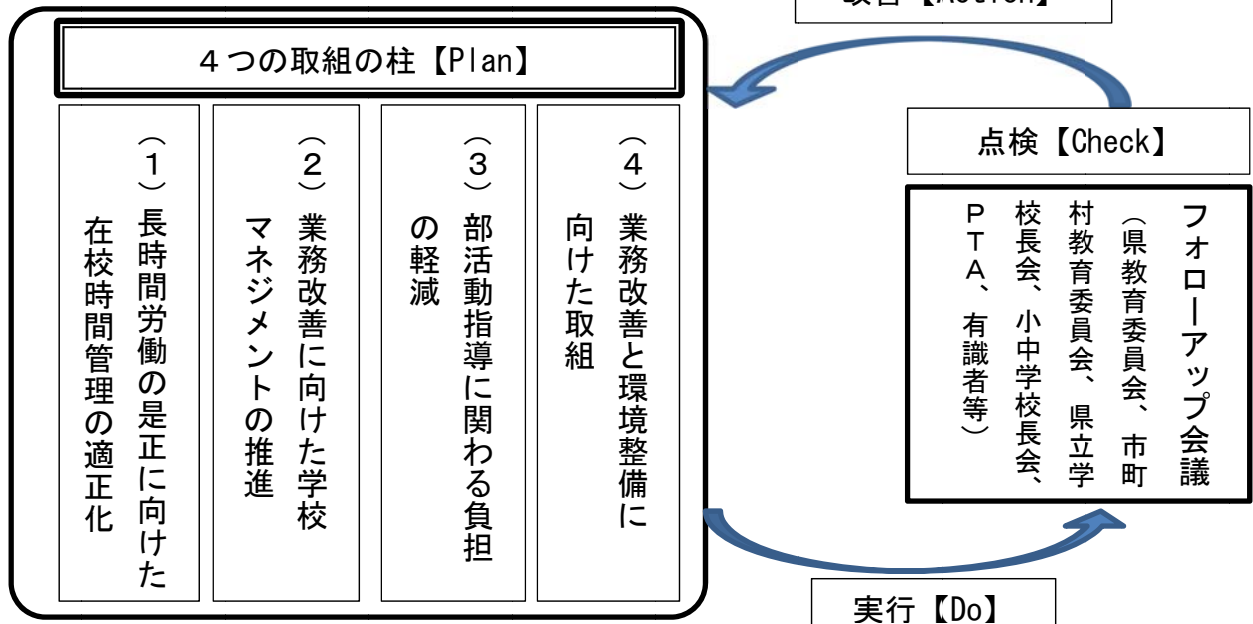 改善【Action】
４つの取組の柱【Plan】
（１）長時間労働の是正に向けた
在校時間管理の適正化
（２）業務改善に向けた学校
マネジメントの推進
（３）部活動指導に関わる負担
の軽減
（４）業務改善と環境整備に
向けた取組
点検【Check】
フォローアップ会議
（県教育委員会、市町
村教育委員会、県立学
校長会、小中学校長会、
ＰＴＡ、有識者等）
実行【Do】